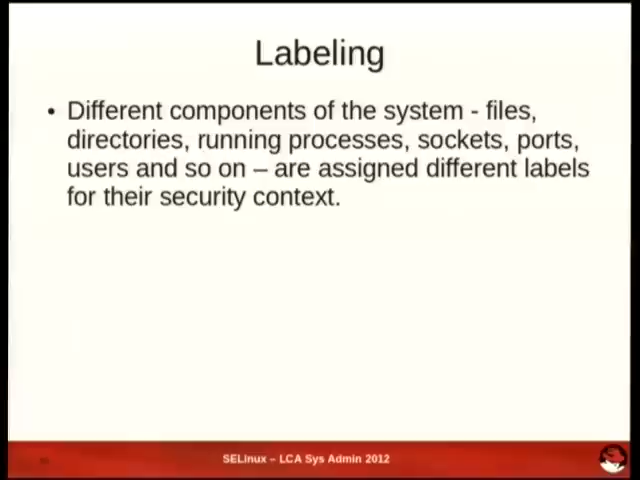 Labeling
• Different components of the system - files,
directories, running processes, sockets, ports,
users and so on – are assigned different labels
for their security context.
SELinux – LCA Sys Admin 2012